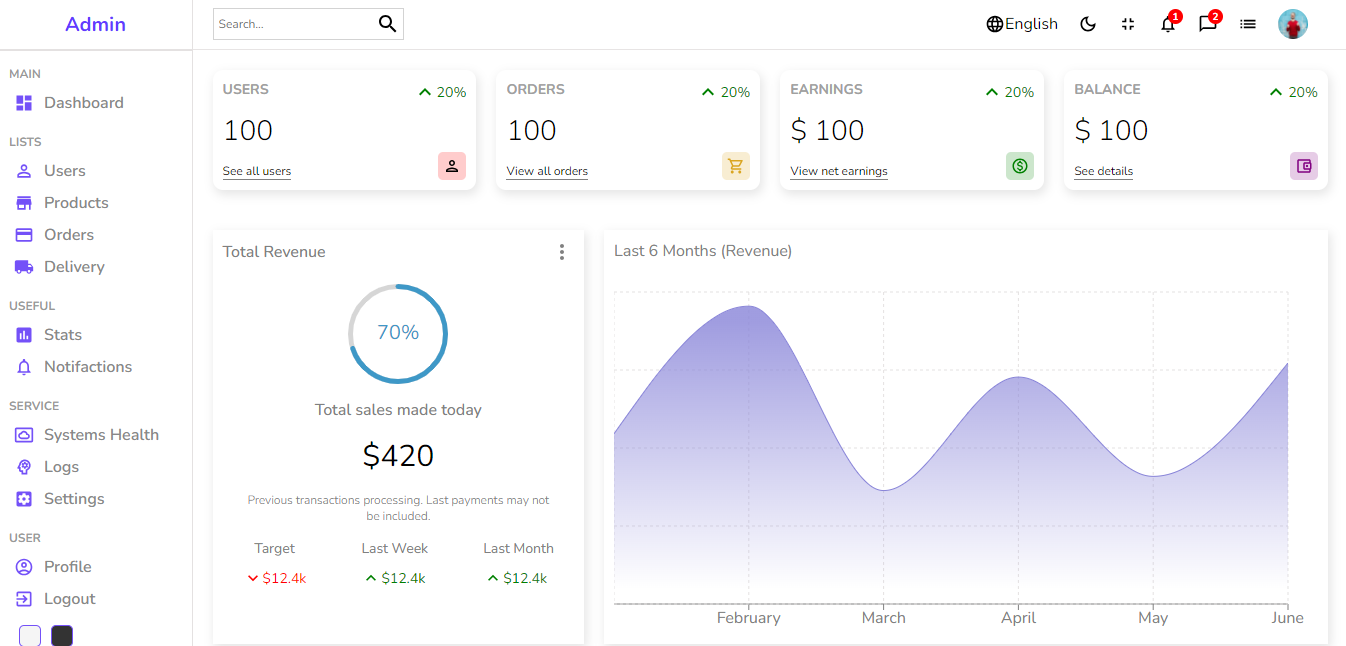 Admin
Search...
English
1
2
MAIN
Dashboard
LISTS
Users
Products
Orders
Delivery
USEFUL
Stats
Notifactions
SERVICE
Systems Health
Logs
Settings
USER
Profile
Logout
USERS
20%
100
See all users
ORDERS
20%
100
View all orders
EARNINGS
20%
$ 100
View net earnings
BALANCE
20%
$ 100
See details
Total Revenue
70%
Total sales made today
$420
Previous transactions processing. Last payments may not
be included.
Target
Last Week
Last Month
$12.4k
$12.4k
$12.4k
Last 6 Months (Revenue)
February
March
April
May
June